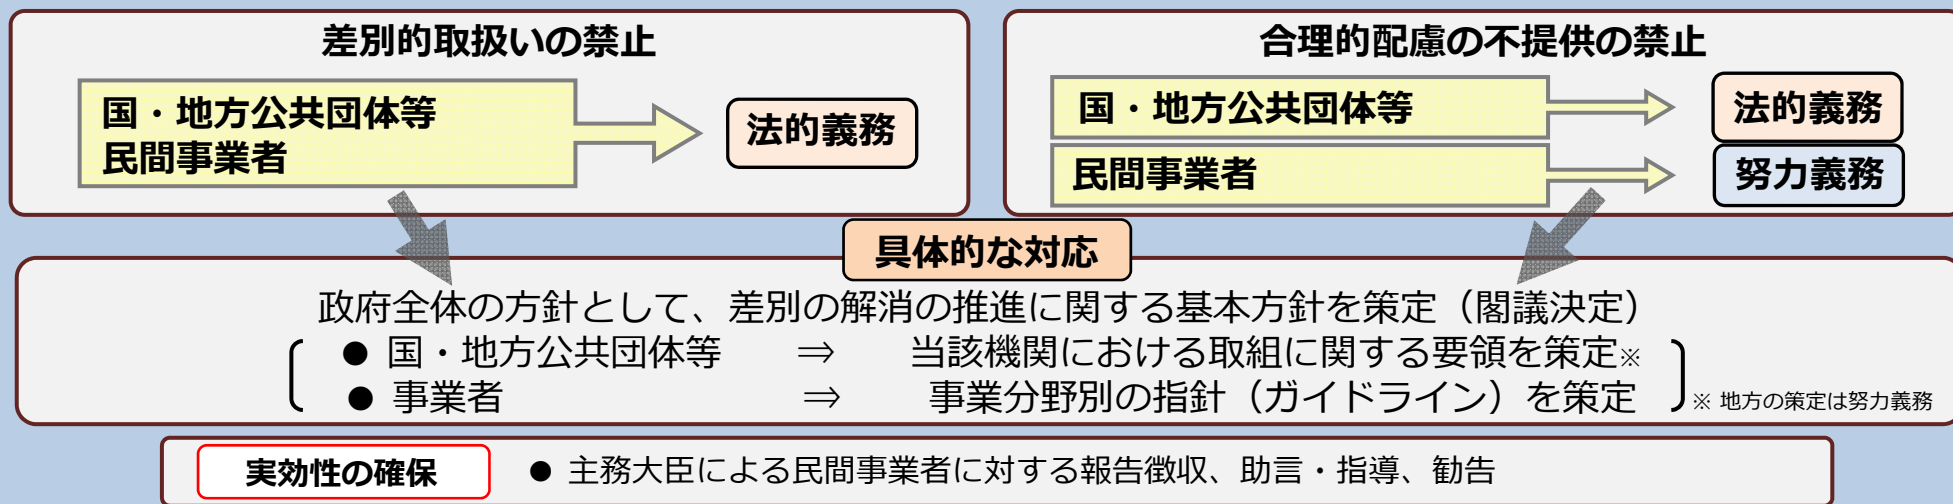 差別的取扱いの禁止
国・地方公共団体等
民間事業者
法的義務
合理的配慮の不提供の禁止
国・地方公共団体等
法的義務
民間事業者
努力義務
具体的な対応
政府全体の方針として、差別の解消の推進に関する基本方針を策定（閣議決定）
● 国・地方公共団体等 ⇒ 当該機関における取組に関する要領を策定※
● 事業者 ⇒ 事業分野別の指針（ガイドライン）を策定
※ 地方の策定は努力義務
実効性の確保
● 主務大臣による民間事業者に対する報告徴収、助言・指導、勧告